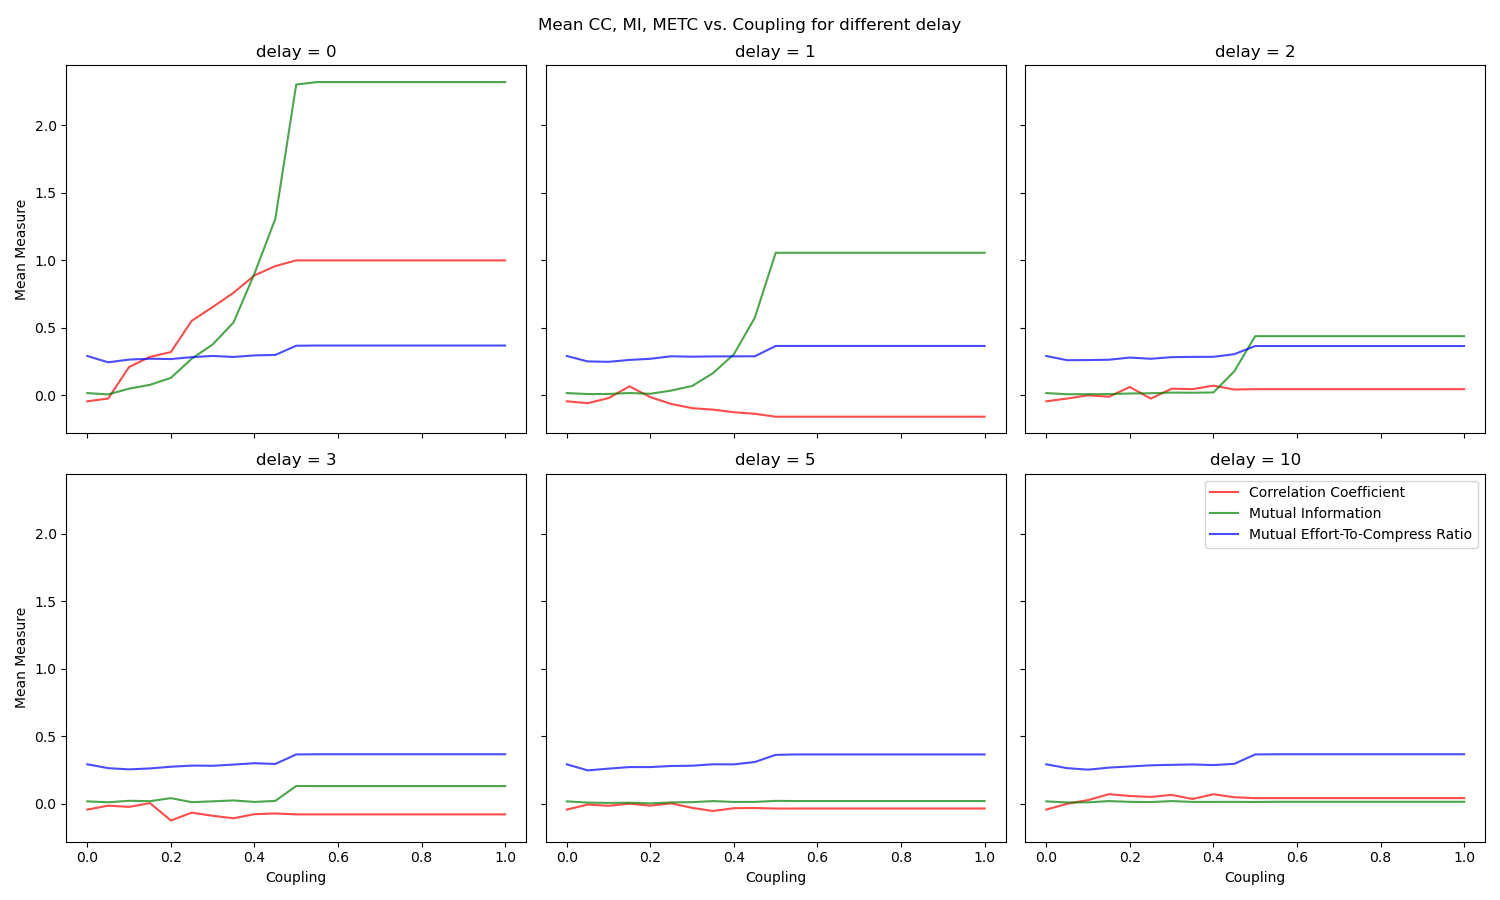 Mean CC, MI, METC vs. Coupling for different delay
delay = 0
delay = 1
delay = 2
2.0
1.5
1.0
0.5
0.0
Mean Measure
delay = 3
delay = 5
delay = 10
Correlation Coefficient
Mutual Information
Mutual Effort-To-Compress Ratio
2.0
1.5
1.0
0.5
0.0
Mean Measure
0.0 0.2 0.4 0.6 0.8 1.0
0.0 0.2 0.4 0.6 0.8 1.0
0.0 0.2 0.4 0.6 0.8 1.0
Coupling
Coupling
Coupling